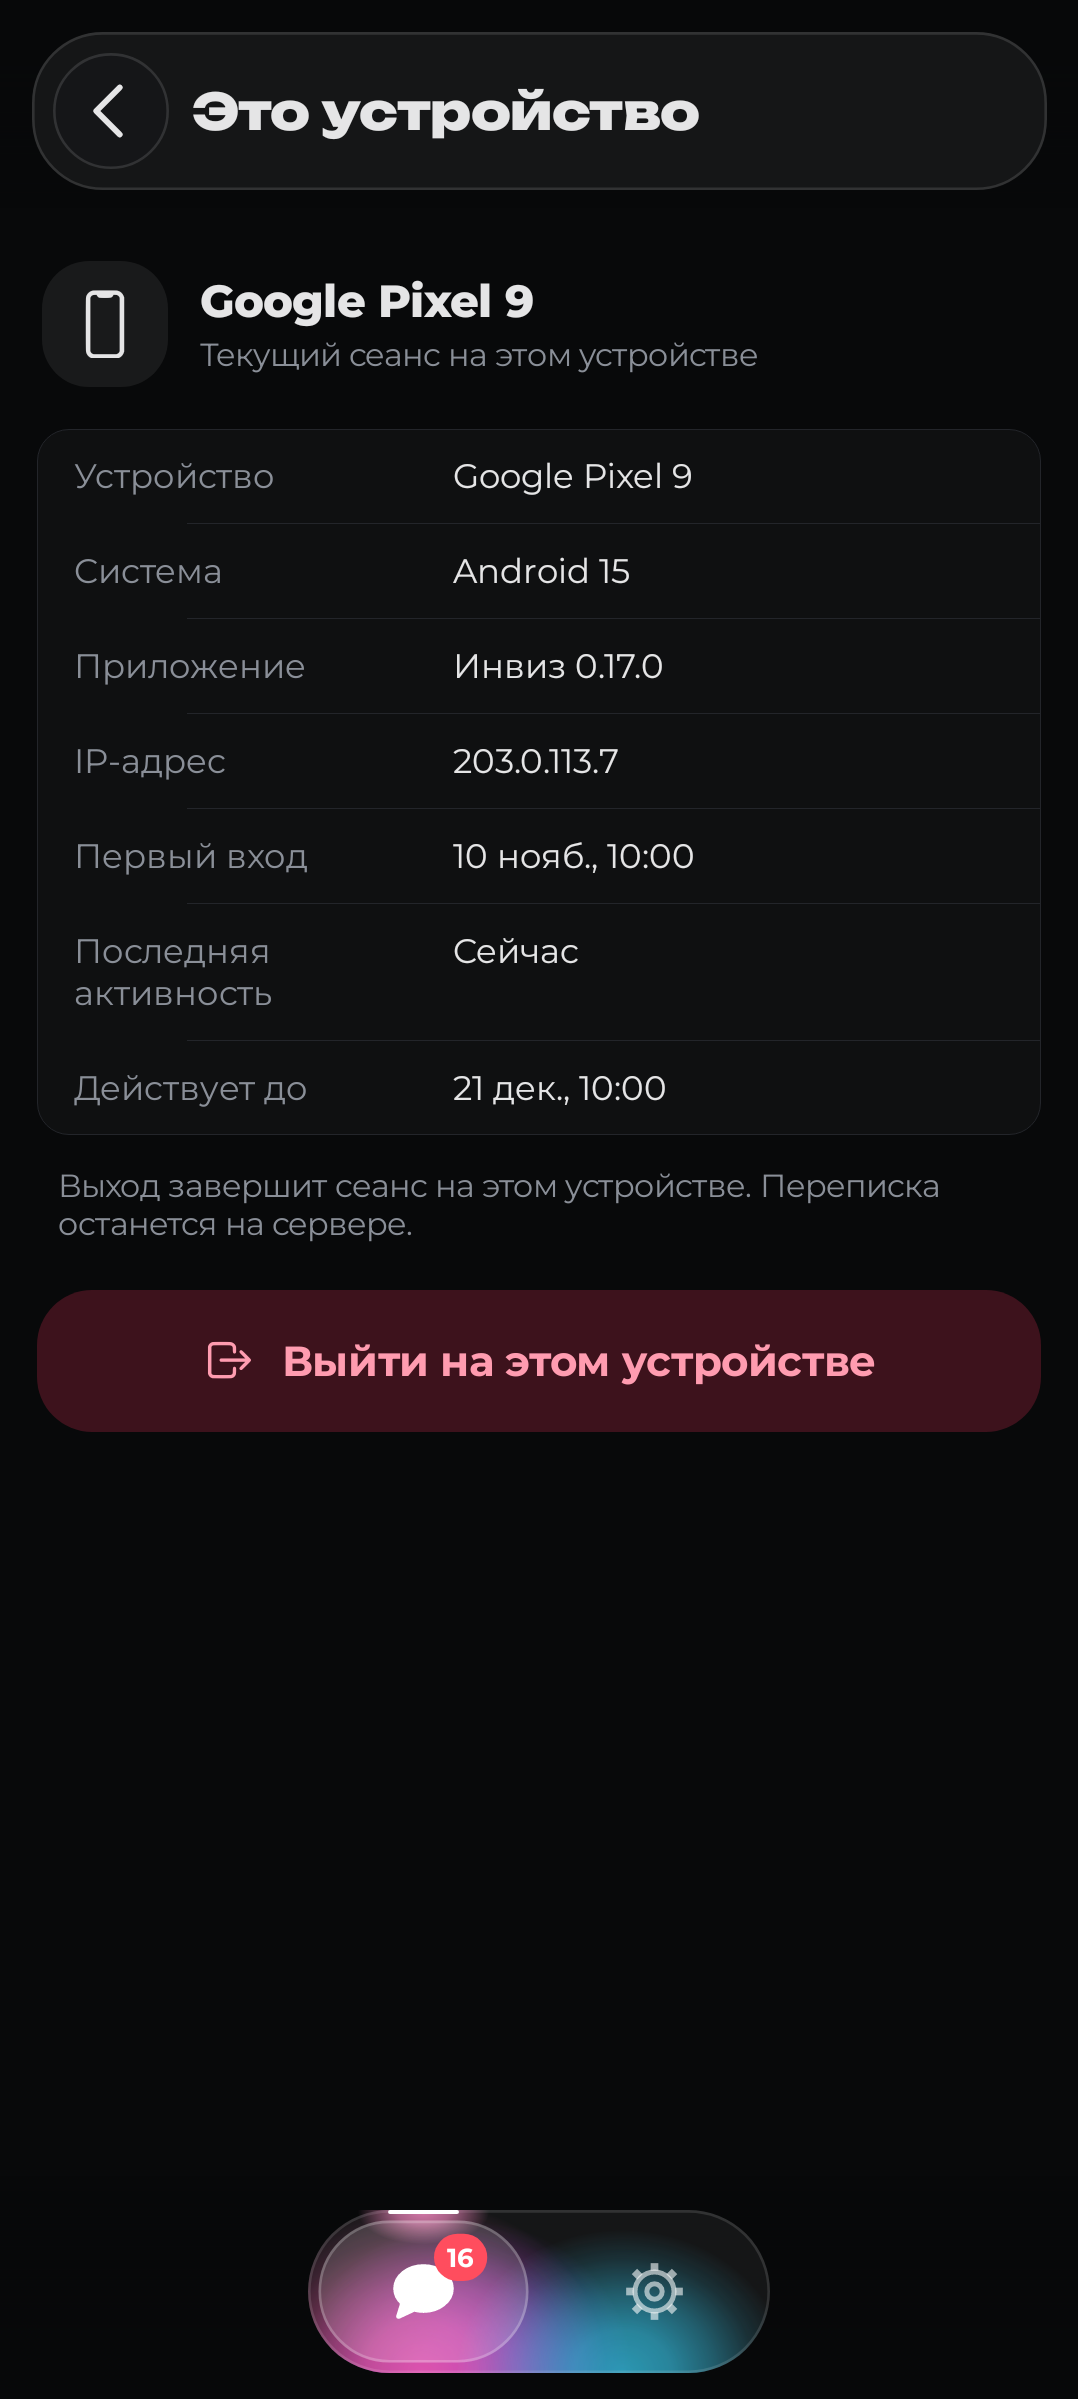 Это устройство
Google Pixel 9
Текущий сеанс на этом устройстве
Устройство Google Pixel 9
Система Android 15
Приложение Инвиз 0.17.0
IP-адрес 203.0.113.7
Первый вход 10 нояб., 10:00
Последняя Сейчас
активность
Действует до 21 дек., 10:00
Выход завершит сеанс на этом устройстве. Переписка
останется на сервере.
Выйти на этом устройстве
16